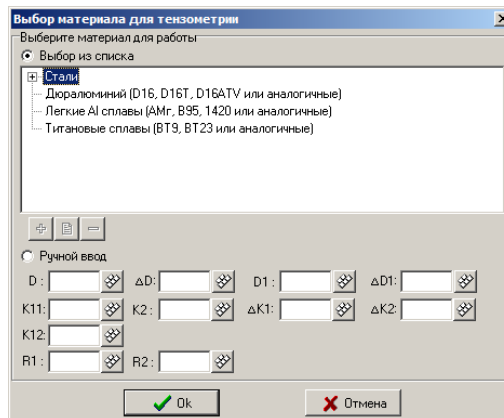 Выбор материала для тензометрии
Выберите материал для работы
Выбор из списка
Стали
Дюралюминий (D16, D16T, D16ATV или аналогичные)
Легкие Al сплавы (АМг, В95, 1420 или аналогичные)
Титановые сплавы (ВТ9, ВТ23 или аналогичные)
Ручной ввод
D : ΔD: D1 : ΔD1:
K11: K2 : ΔK1: ΔK2:
K12:
R1 : R2 :
Ok Отмена